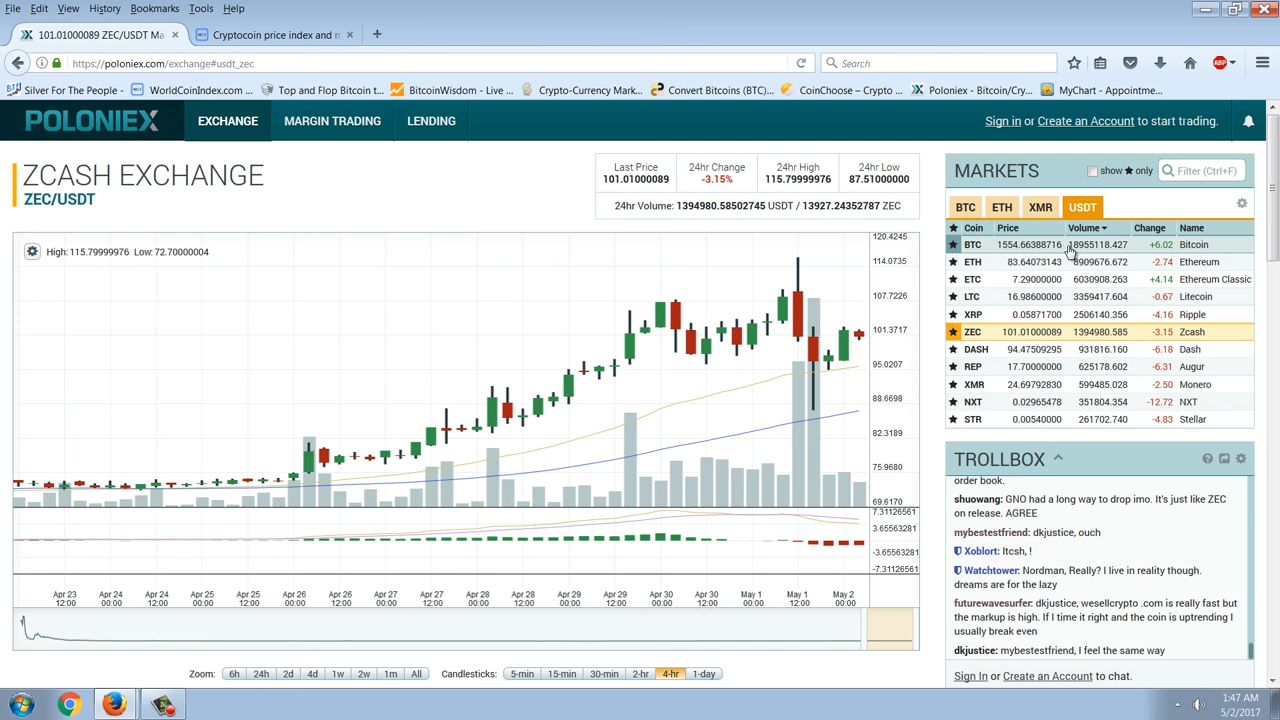 File Edit View History Bookmarks Tools Help
101.01000089 ZEC/USDT Ma × Cryptocoin price index and m × +
https://poloniex.com/exchange#usdt_zec Search
Silver For The People - WorldCoinIndex.com - Top and Flop Bitcoin t... BitcoinWisdom - Live ... Crypto-Currency Mark... Convert Bitcoins (BTC)... CoinChoose – Crypto ... Poloniex - Bitcoin/Cry... MyChart - Appointme...
POLONIEX EXCHANGE MARGIN TRADING LENDING Sign in or Create an Account to start trading.
ZCASH EXCHANGE
ZEC/USDT
Last Price 24hr Change 24hr High 24hr Low
101.01000089 -3.15% 115.79999976 87.51000000
24hr Volume: 1394980.58502745 USDT / 13927.24352787 ZEC
High: 115.79999976 Low: 72.70000004
120.4245
114.0735
107.7226
101.3717
95.0207
88.6698
82.3189
75.9680
69.6170
7.31126561
3.65563281
-3.65563281
-7.31126561
Apr 23 Apr 24 Apr 24 Apr 25 Apr 25 Apr 26 Apr 26 Apr 27 Apr 27 Apr 28 Apr 28 Apr 29 Apr 29 Apr 30 Apr 30 May 1 May 1 May 2
12:00 00:00 12:00 00:00 12:00 00:00 12:00 00:00 12:00 00:00 12:00 00:00 12:00 00:00 12:00 00:00 12:00 00:00
Zoom: 6h 24h 2d 4d 1w 2w 1m All Candlesticks: 5-min 15-min 30-min 2-hr 4-hr 1-day
MARKETS show ★ only Filter (Ctrl+F)
BTC ETH XMR USDT
Coin Price Volume Change Name
BTC 1554.66388716 18955118.427 +6.02 Bitcoin
ETH 83.64073143 8909676.672 -2.74 Ethereum
ETC 7.29000000 6030908.263 +4.14 Ethereum Classic
LTC 16.98600000 3359417.604 -0.67 Litecoin
XRP 0.05871700 2506140.356 -4.16 Ripple
ZEC 101.01000089 1394980.585 -3.15 Zcash
DASH 94.47509295 931816.160 -6.18 Dash
REP 17.70000000 625178.602 -6.31 Augur
XMR 24.69792830 599485.028 -2.50 Monero
NXT 0.02965478 351804.354 -12.72 NXT
STR 0.00540000 261702.740 -4.83 Stellar
TROLLBOX
order book.
shuowang: GNO had a long way to drop imo. It's just like ZEC
on release. AGREE
mybestestfriend: dkjustice, ouch
Xoblort: Itcsh, !
Watchtower: Nordman, Really? I live in reality though.
dreams are for the lazy
futurewavesurfer: dkjustice, wesellcrypto .com is really fast but
the markup is high. If I time it right and the coin is uptrending I
usually break even
dkjustice: mybestestfriend, I feel the same way
Sign In or Create an Account to chat.
1:47 AM
5/2/2017